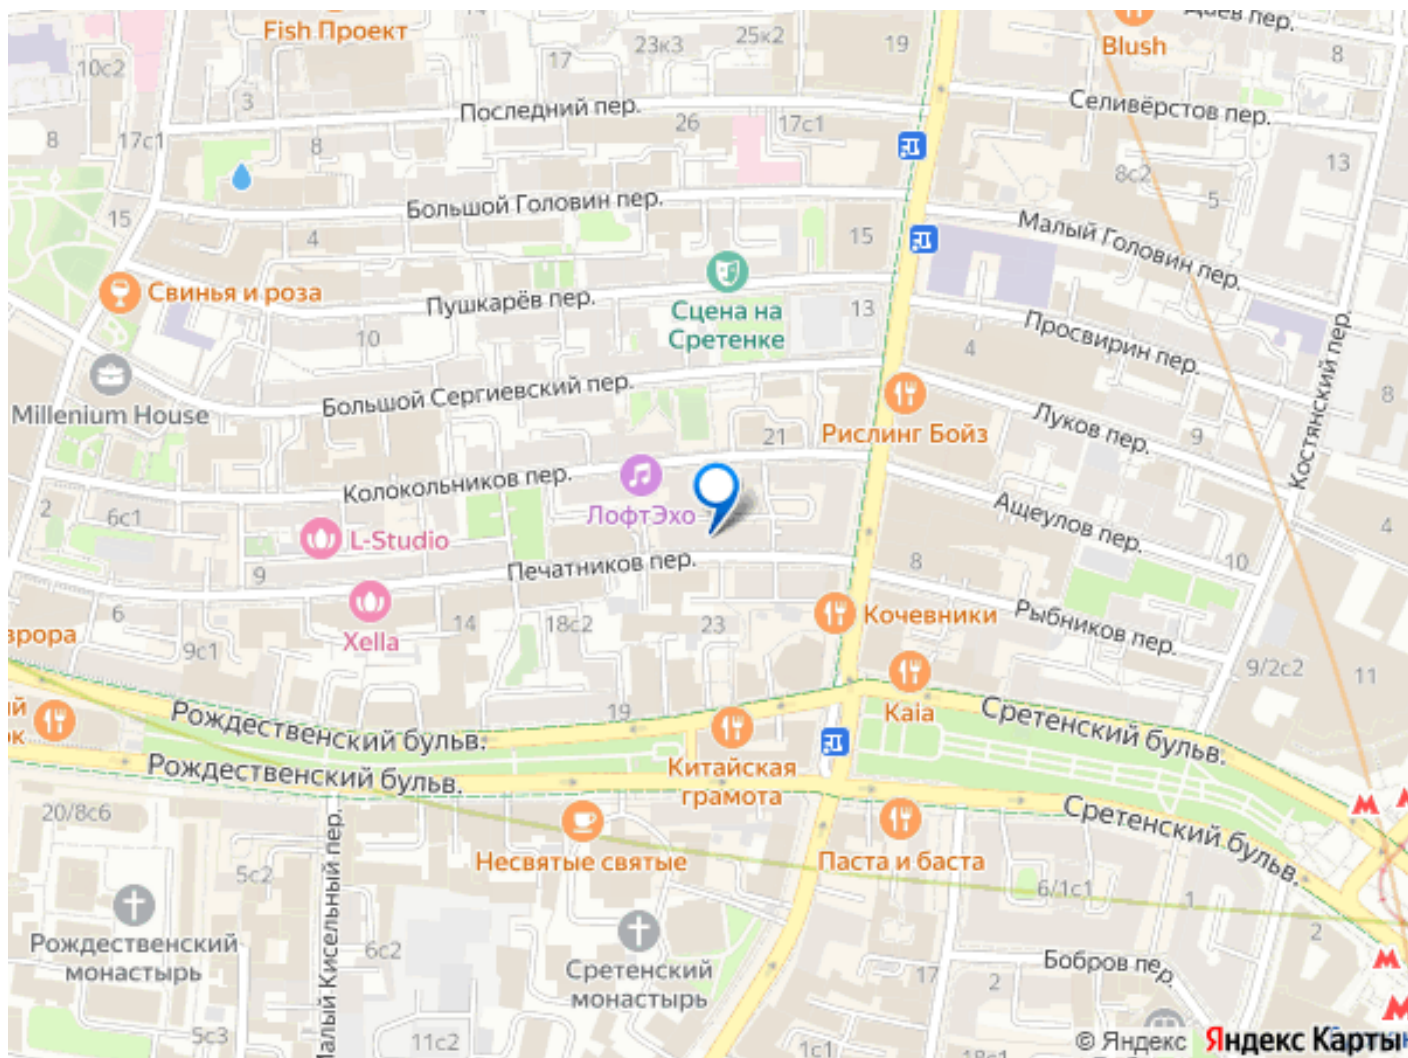 Fish Проект
Blush
Даев пер.
8
10с2
17
23к3
25к2
19
3
Последний пер.
26
17с1
Селивёрстов пер.
8
17с1
8
8с2
5
13
15
4
Большой Головин пер.
15
Малый Головин пер.
Свинья и роза
Пушкарёв пер.
Сцена на
Сретенке
13
10
4
Просвирин пер.
Костянский пер.
Millenium House
Большой Сергиевский пер.
Рислинг Бойз
Луков пер.
9
8
21
Колокольников пер.
ЛофтЭхо
2
6с1
L-Studio
Ащеулов пер.
4
10
9
Печатников пер.
8
6
Xella
14
18с2
23
Кочевники
Рыбников пер.
9с1
9/2с2
11
19
Рождественский бульв.
Kaia
Сретенский бульв.
Рождественский бульв.
Китайская
грамота
Сретенский бульв.
20/8с6
Несвятые святые
Паста и баста
5с2
Малый Кисельный пер.
6/1с1
1
Рождественский
монастырь
6с2
Сретенский
монастырь
17
2
Бобров пер.
2
5с3
11с2
1с1
© Яндекс Яндекс Карты